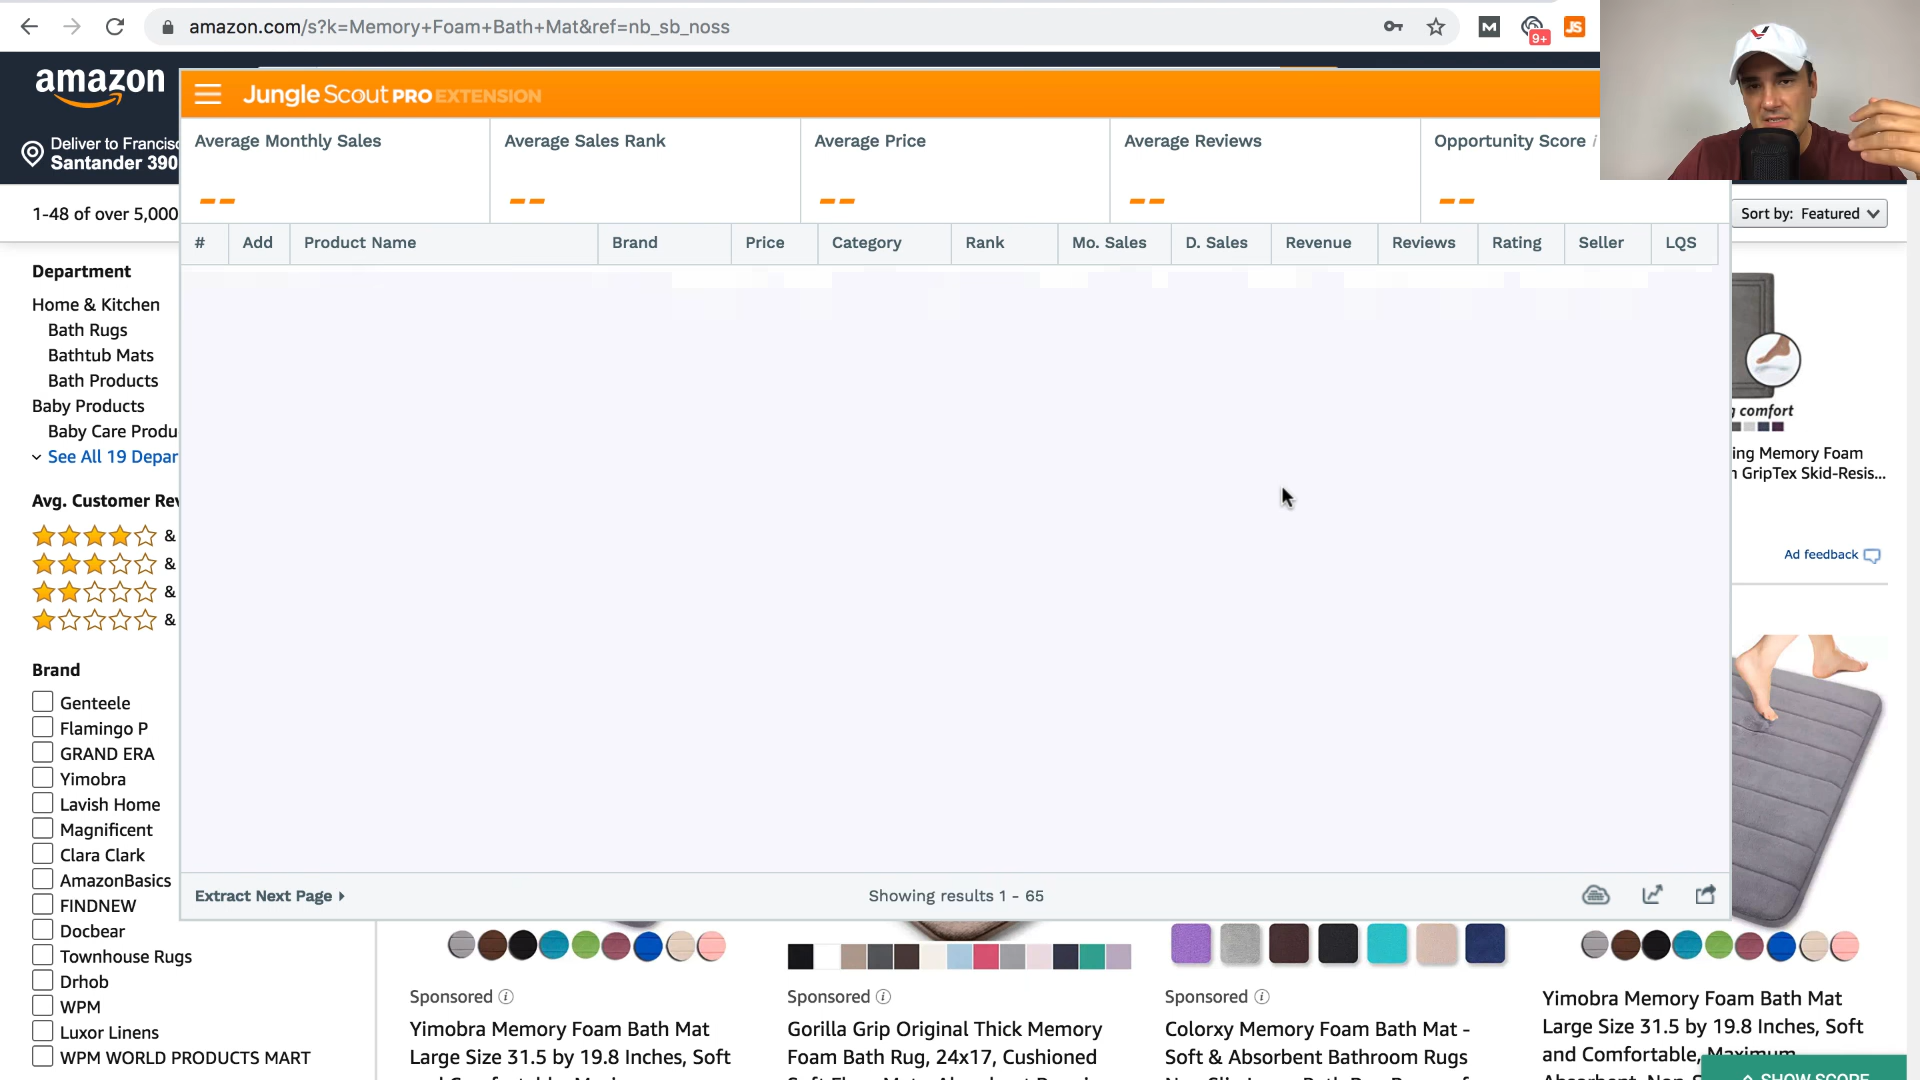 amazon.com/s?k=Memory+Foam+Bath+Mat&ref=nb_sb_noss
M
9+
JS
amazon
Deliver to Francisc
Santander 390
Jungle Scout PRO EXTENSION
Average Monthly Sales
Average Sales Rank
Average Price
Average Reviews
Opportunity Score i
--
--
--
--
--
1-48 of over 5,000
Sort by: Featured
# Add Product Name Brand Price Category Rank Mo. Sales D. Sales Revenue Reviews Rating Seller LQS
Department
Home & Kitchen
Bath Rugs
Bathtub Mats
Bath Products
Baby Products
Baby Care Produ
See All 19 Depar
Avg. Customer Rev
&
&
&
&
Brand
Genteele
Flamingo P
GRAND ERA
Yimobra
Lavish Home
Magnificent
Clara Clark
AmazonBasics
FINDNEW
Docbear
Townhouse Rugs
Drhob
WPM
Luxor Linens
WPM WORLD PRODUCTS MART
g comfort
ing Memory Foam
n GripTex Skid-Resis...
Ad feedback
Extract Next Page
Showing results 1 - 65
Sponsored
Yimobra Memory Foam Bath Mat
Large Size 31.5 by 19.8 Inches, Soft
Sponsored
Gorilla Grip Original Thick Memory
Foam Bath Rug, 24x17, Cushioned
Sponsored
Colorxy Memory Foam Bath Mat -
Soft & Absorbent Bathroom Rugs
Yimobra Memory Foam Bath Mat
Large Size 31.5 by 19.8 Inches, Soft
and Comfortable, Maximum
SHOW SCORE